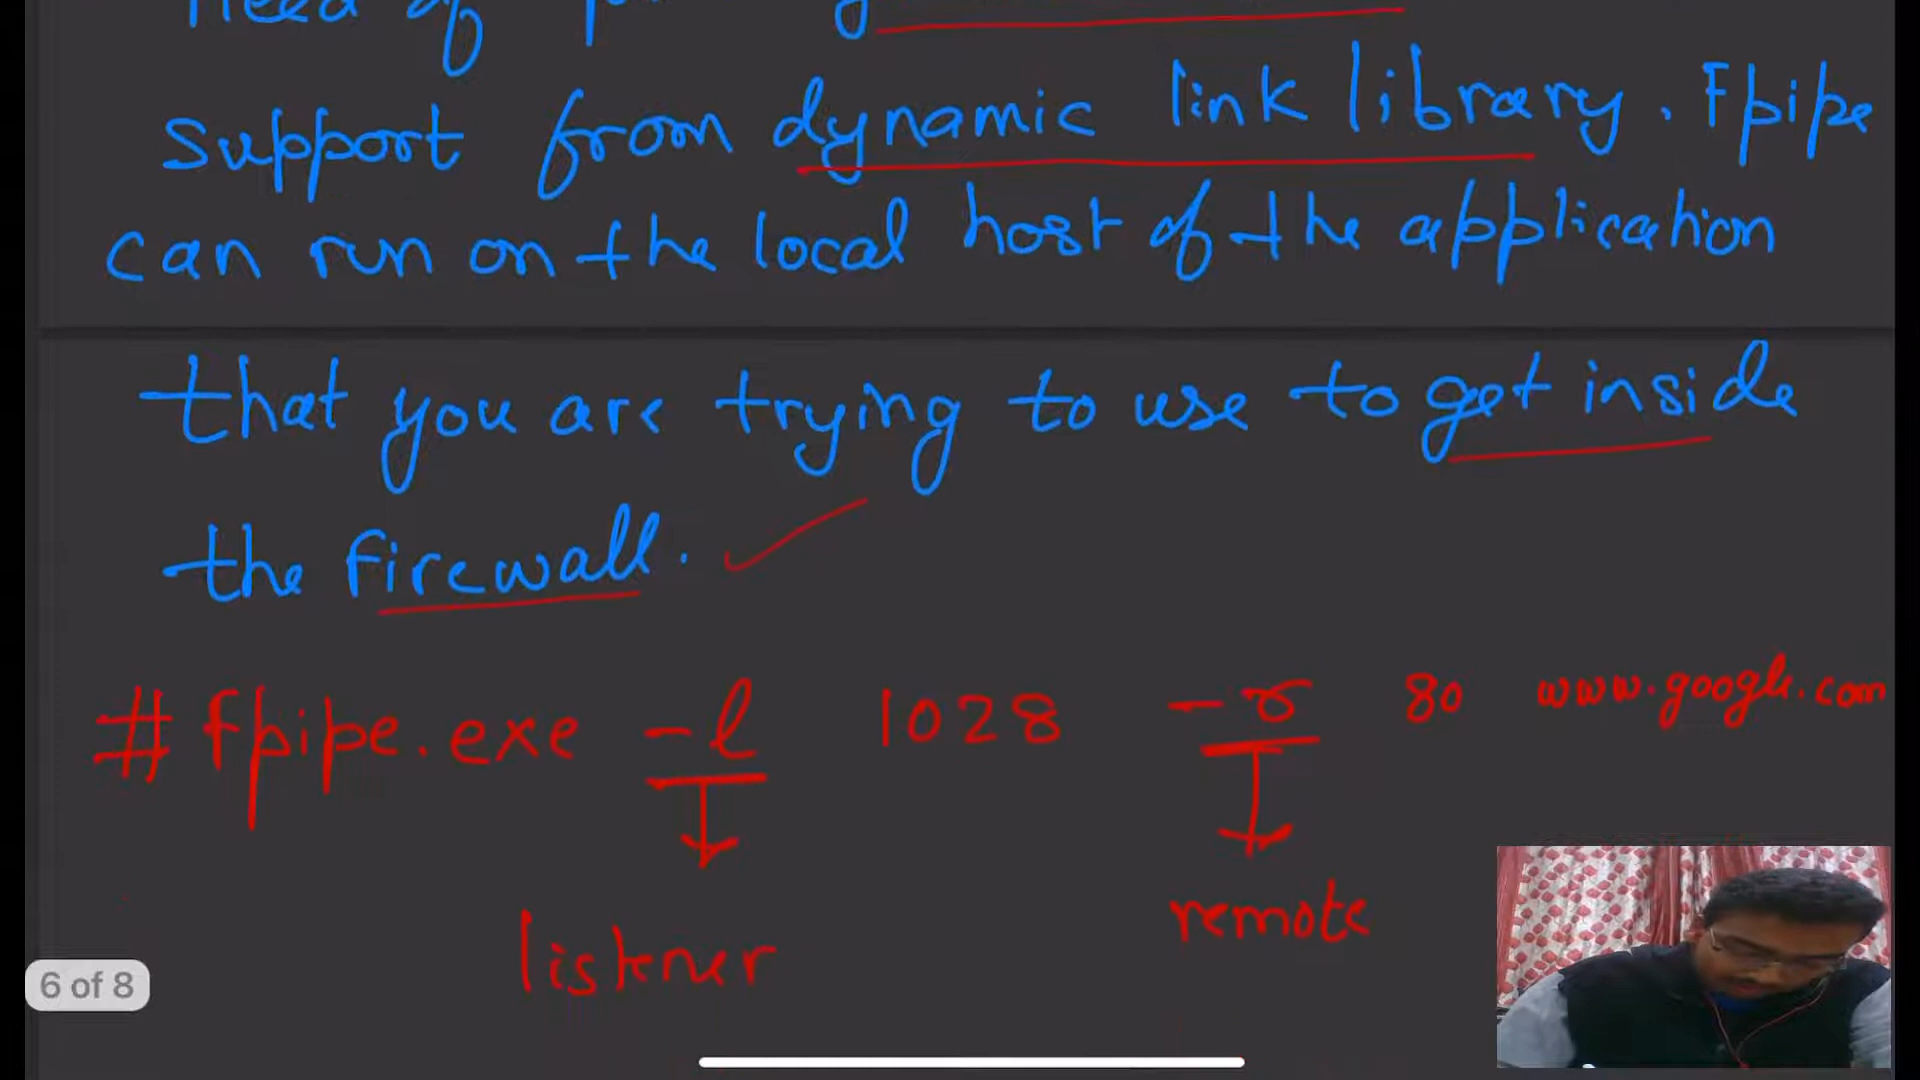 need of
support from dynamic link library. Fpipe
can run on the local host of the application
that you are trying to use to get inside
the firewall.
# fpipe.exe -l 1028 -r 80 www.google.com
listner
remote
6 of 8